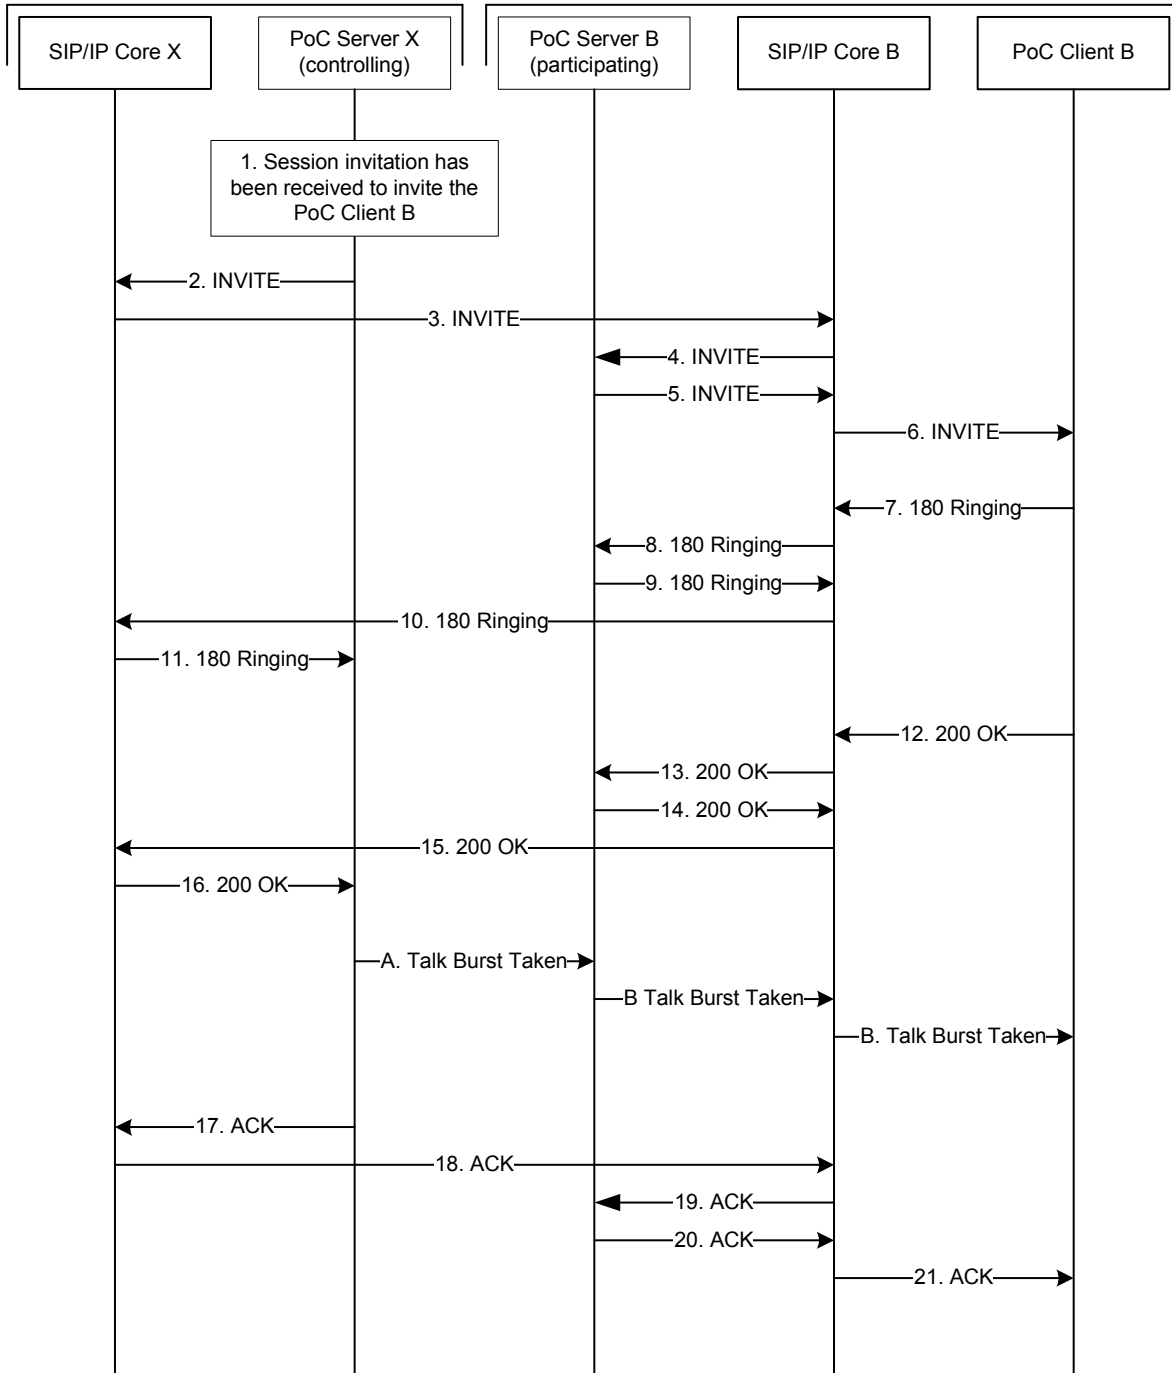 SIP/IP Core X
PoC Server X
(controlling)
PoC Server B
(participating)
SIP/IP Core B
PoC Client B
1. Session invitation has
been received to invite the
PoC Client B
2. INVITE
3. INVITE
4. INVITE
5. INVITE
6. INVITE
7. 180 Ringing
8. 180 Ringing
9. 180 Ringing
10. 180 Ringing
11. 180 Ringing
12. 200 OK
13. 200 OK
14. 200 OK
15. 200 OK
16. 200 OK
A. Talk Burst Taken
B Talk Burst Taken
B. Talk Burst Taken
17. ACK
18. ACK
19. ACK
20. ACK
21. ACK